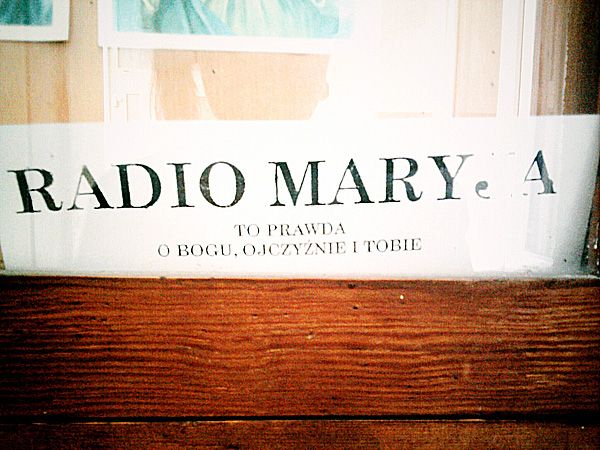 RADIO MARYJA
TO PRAWDA
O BOGU, OJCZYŹNIE I TOBIE